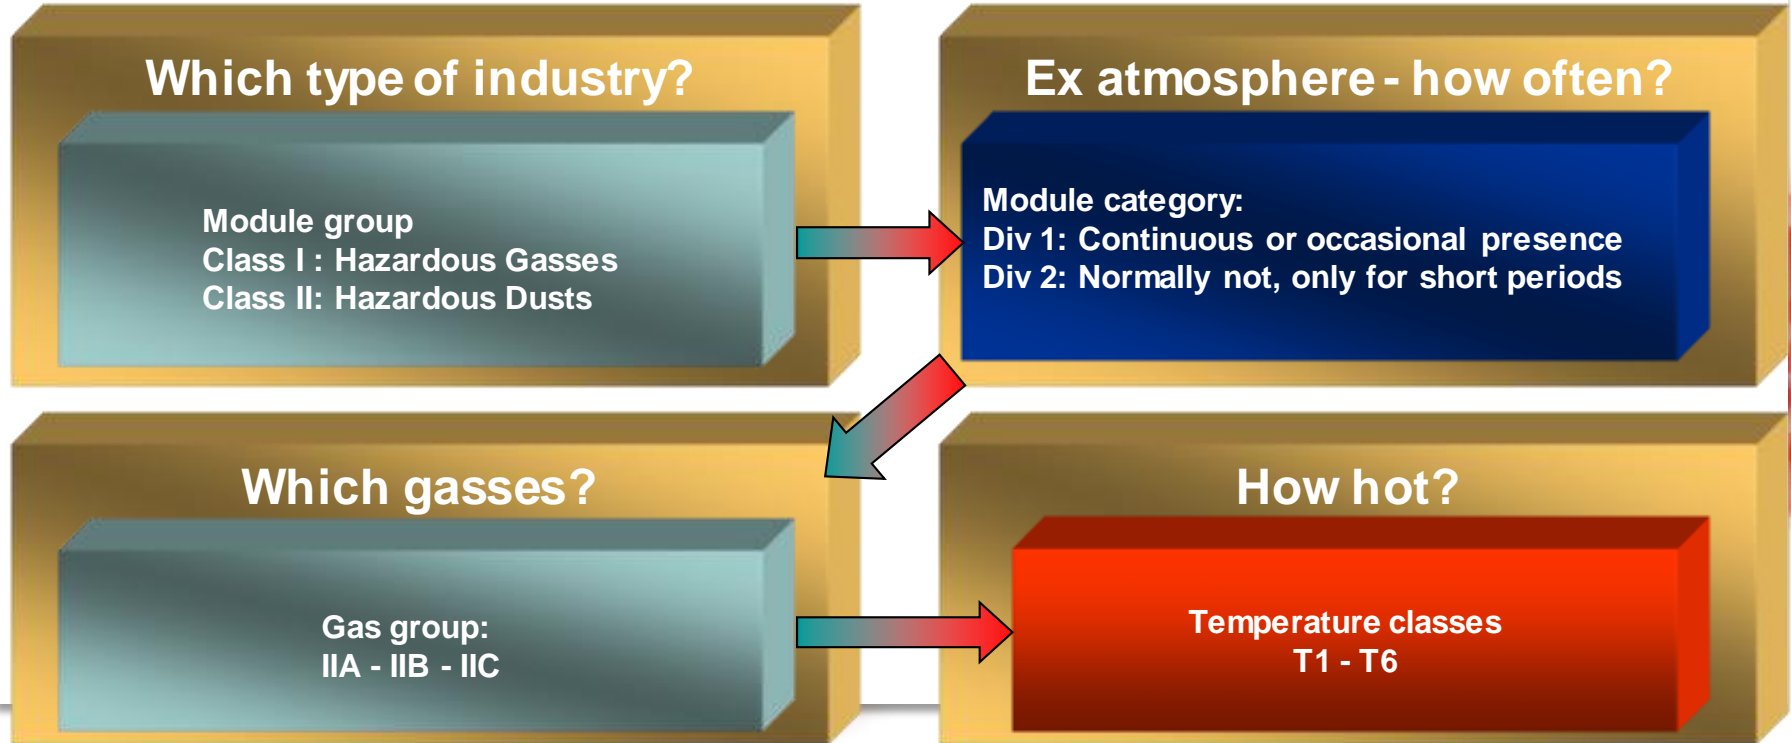 Which type of industry?
Module group
Class I : Hazardous Gasses
Class II: Hazardous Dusts
Ex atmosphere - how often?
Module category:
Div 1: Continuous or occasional presence
Div 2: Normally not, only for short periods
Which gasses?
Gas group:
IIA - IIB - IIC
How hot?
Temperature classes
T1 - T6